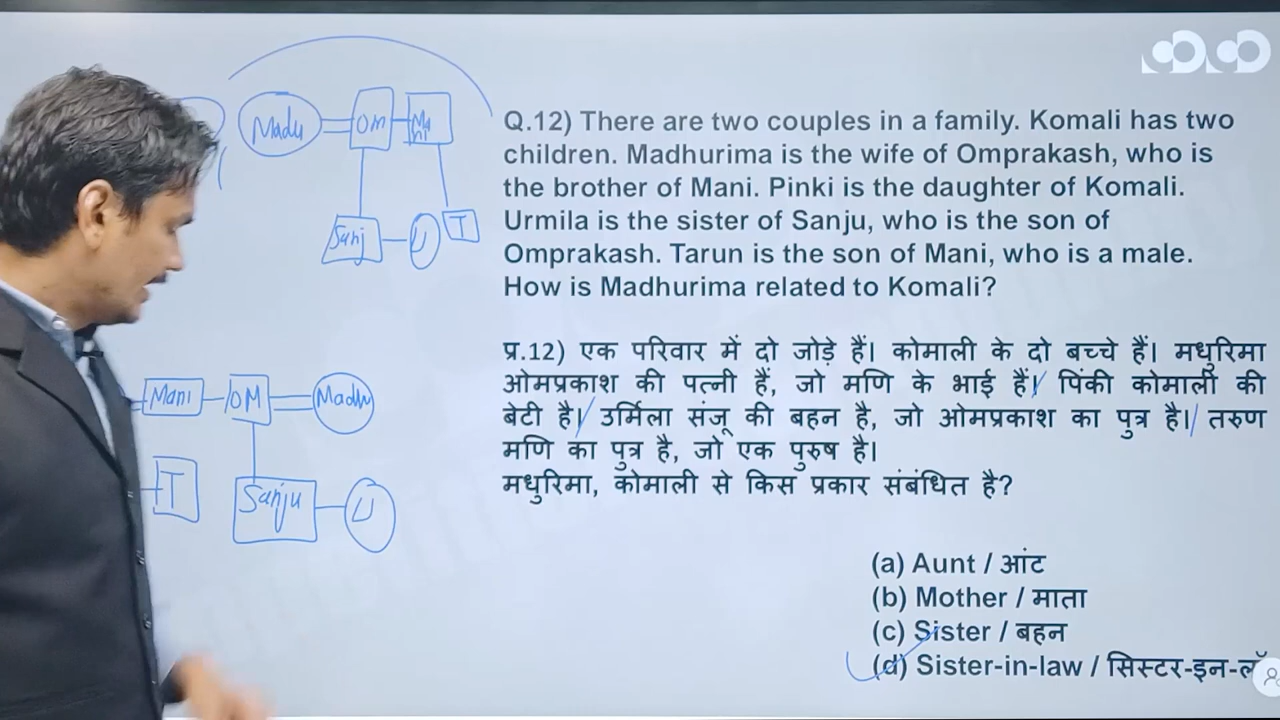 Madu
OM
Mani
Sanj
U
T
Q.12) There are two couples in a family. Komali has two
children. Madhurima is the wife of Omprakash, who is
the brother of Mani. Pinki is the daughter of Komali.
Urmila is the sister of Sanju, who is the son of
Omprakash. Tarun is the son of Mani, who is a male.
How is Madhurima related to Komali?
प्र.12) एक परिवार में दो जोड़े हैं। कोमाली के दो बच्चे हैं। मधुरिमा
ओमप्रकाश की पत्नी हैं, जो मणि के भाई हैं। पिंकी कोमाली की
बेटी है। उर्मिला संजू की बहन है, जो ओमप्रकाश का पुत्र है। तरुण
मणि का पुत्र है, जो एक पुरुष है।
मधुरिमा, कोमाली से किस प्रकार संबंधित है?
Mani
OM
Madhu
T
Sanju
U
(a) Aunt / आंट
(b) Mother / माता
(c) Sister / बहन
(d) Sister-in-law / सिस्टर-इन-लॉ